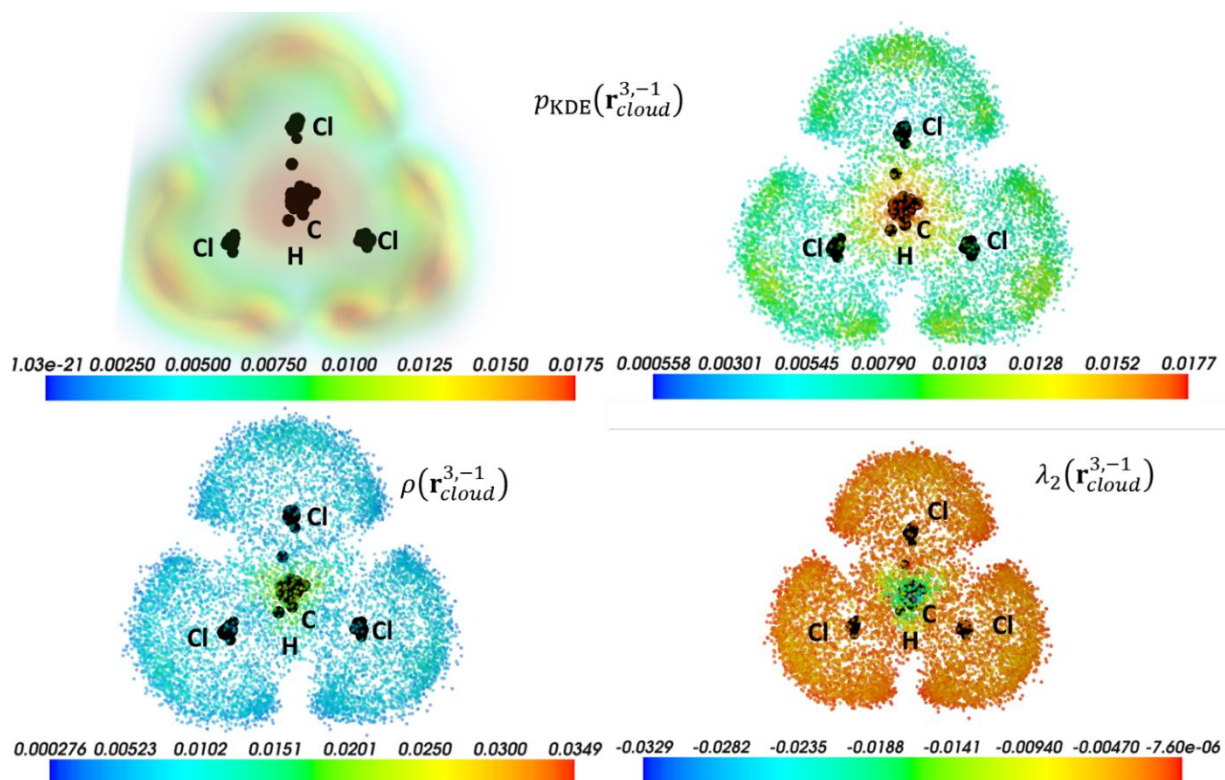 Cl
p_KDE(r_cloud^3,−1)
Cl
Cl
C
Cl
H
Cl
C
Cl
H
1.03e-21 0.00250 0.00500 0.00750 0.0100 0.0125 0.0150 0.0175
0.000558 0.00301 0.00545 0.00790 0.0103 0.0128 0.0152 0.0177
ρ(r_cloud^3,−1)
Cl
Cl
C
Cl
H
λ_2(r_cloud^3,−1)
Cl
Cl
C
Cl
H
0.000276 0.00523 0.0102 0.0151 0.0201 0.0250 0.0300 0.0349
-0.0329 -0.0282 -0.0235 -0.0188 -0.0141 -0.00940 -0.00470 -7.60e-06